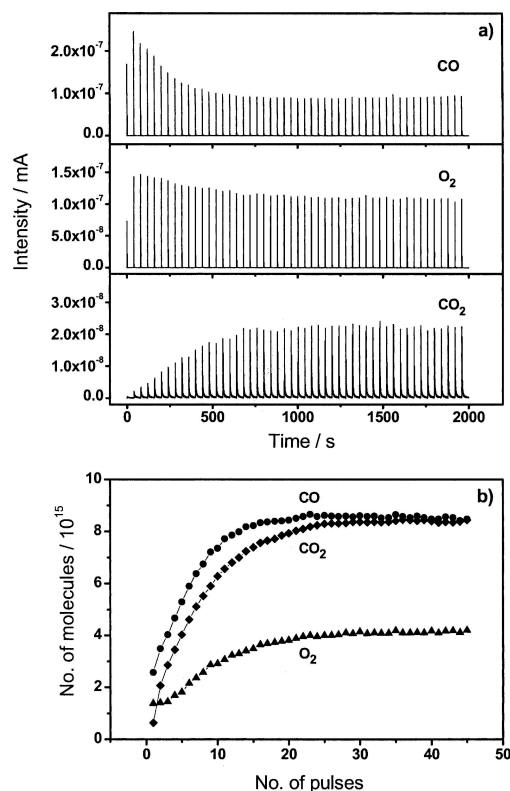 a)
CO
2.0x10⁻⁷
1.0x10⁻⁷
0.0
O₂
1.5x10⁻⁷
1.0x10⁻⁷
5.0x10⁻⁸
0.0
CO₂
3.0x10⁻⁸
2.0x10⁻⁸
1.0x10⁻⁸
0.0
Intensity / mA
0 500 1000 1500 2000
Time / s
b)
CO
CO₂
O₂
10
8
6
4
2
0
No. of molecules / 10¹⁵
0 10 20 30 40 50
No. of pulses